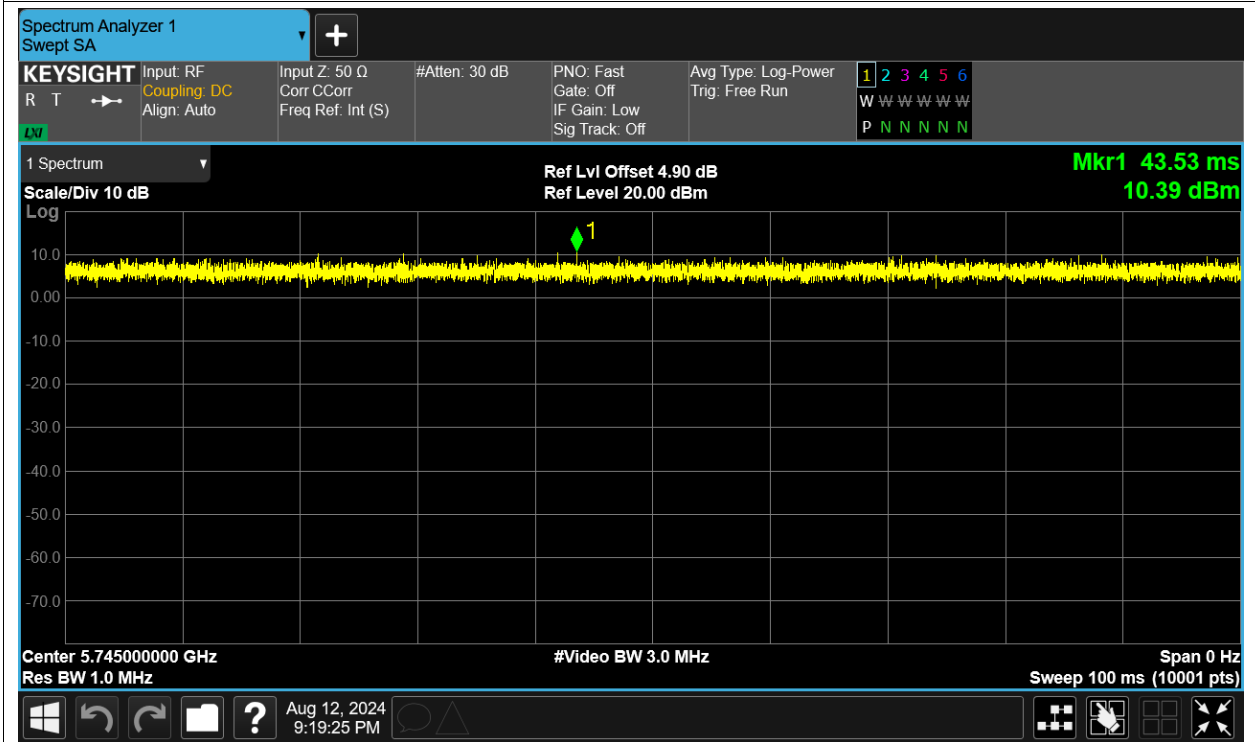 Spectrum Analyzer 1
Swept SA
+
KEYSIGHT
R T
LXI
Input: RF
Coupling: DC
Align: Auto
Input Z: 50 Ω
Corr CCorr
Freq Ref: Int (S)
#Atten: 30 dB
PNO: Fast
Gate: Off
IF Gain: Low
Sig Track: Off
Avg Type: Log-Power
Trig: Free Run
1 2 3 4 5 6
W W W W W W
P N N N N N
1 Spectrum
Scale/Div 10 dB
Ref Lvl Offset 4.90 dB
Ref Level 20.00 dBm
Mkr1 43.53 ms
10.39 dBm
Log
1
10.0
0.00
-10.0
-20.0
-30.0
-40.0
-50.0
-60.0
-70.0
Center 5.745000000 GHz
Res BW 1.0 MHz
#Video BW 3.0 MHz
Span 0 Hz
Sweep 100 ms (10001 pts)
?
Aug 12, 2024
9:19:25 PM